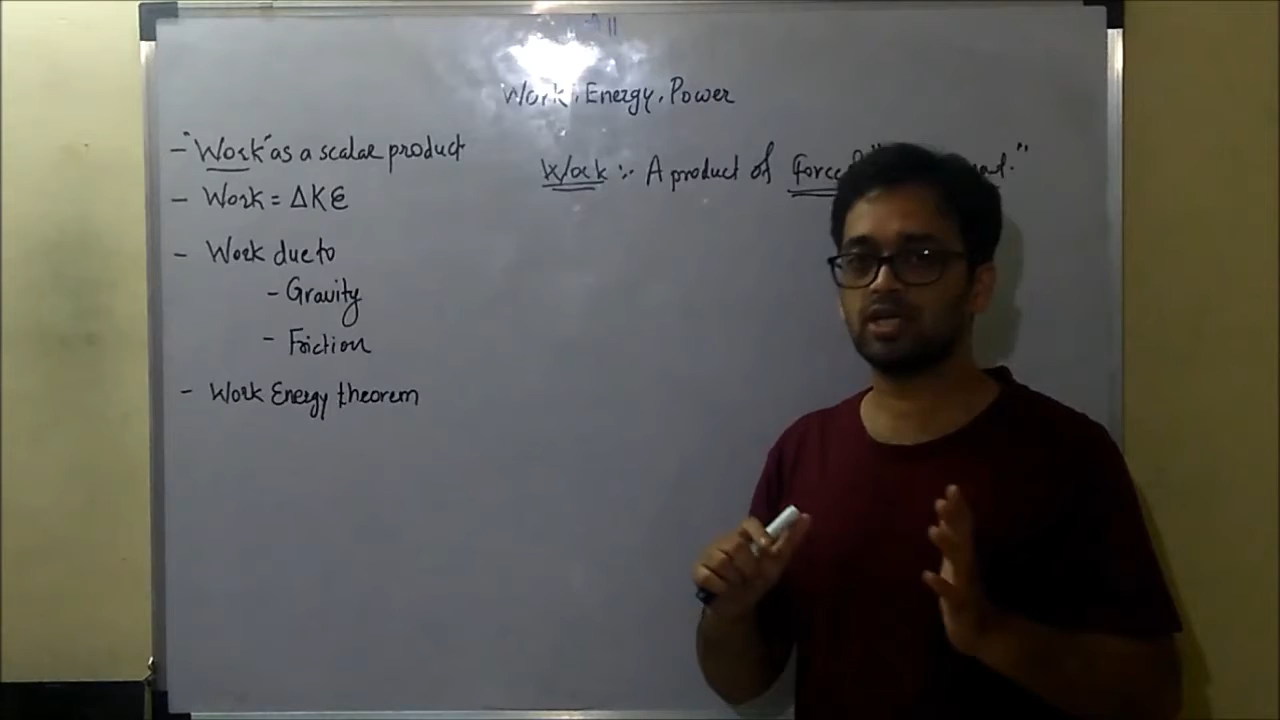 Work, Energy, Power
- "Work" as a scalar product
- Work = ΔKE
- Work due to
- Gravity
- Friction
- Work Energy theorem
Work :- A product of force